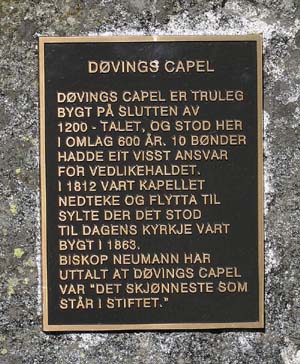 DØVINGS CAPEL
DØVINGS CAPEL ER TRULEG
BYGT PÅ SLUTTEN AV
1200 - TALET, OG STOD HER
I OMLAG 600 ÅR. 10 BØNDER
HADDE EIT VISST ANSVAR
FOR VEDLIKEHALDET.
I 1812 VART KAPELLET
NEDTEKE OG FLYTTA TIL
SYLTE DER DET STOD
TIL DAGENS KYRKJE VART
BYGT I 1863.
BISKOP NEUMANN HAR
UTTALT AT DØVINGS CAPEL
VAR "DET SKJØNNESTE SOM
STÅR I STIFTET."